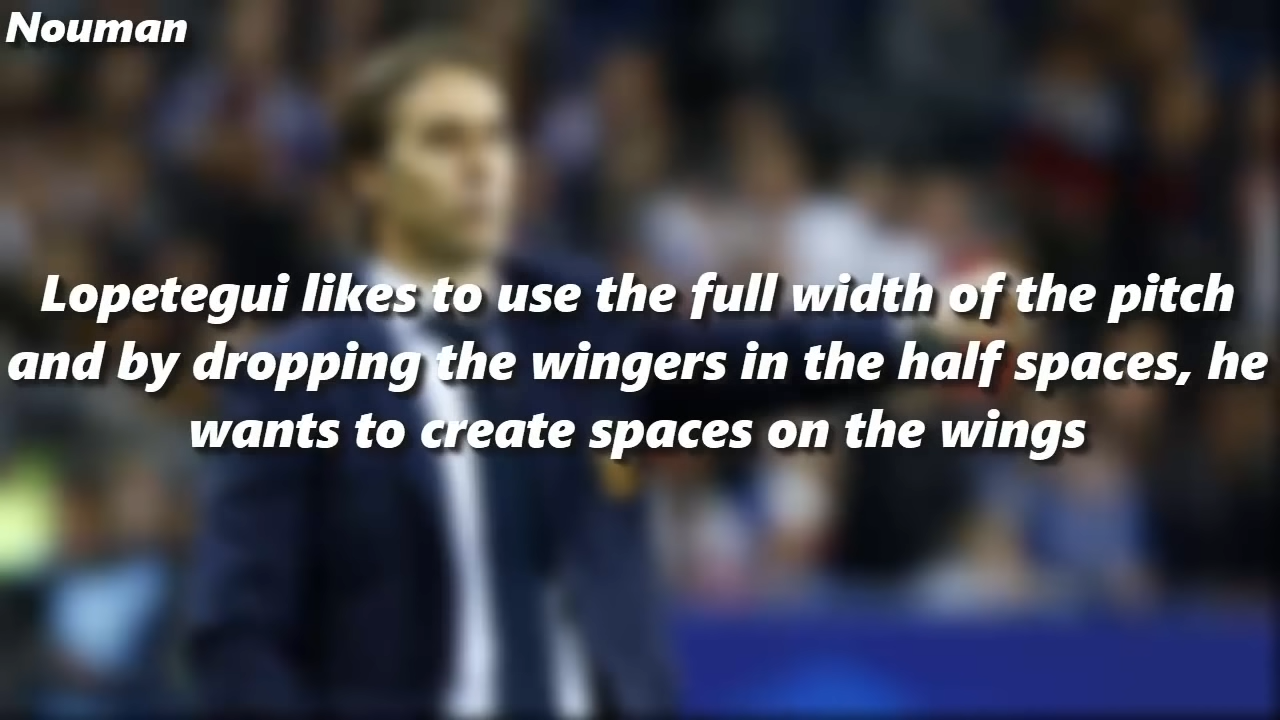 Nouman
Lopetegui likes to use the full width of the pitch
and by dropping the wingers in the half spaces, he
wants to create spaces on the wings